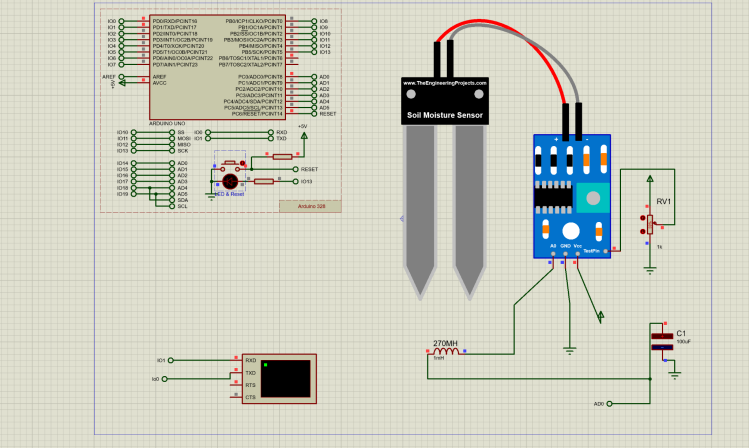 IO0 PD0/RXD/PCINT16 PB0/ICP1/CLKO/PCINT0 IO8
IO1 PD1/TXD/PCINT17 PB1/OC1A/PCINT1 IO9
IO2 PD2/INT0/PCINT18 PB2/SS/OC1B/PCINT2 IO10
IO3 PD3/INT1/OC2B/PCINT19 PB3/MOSI/OC2A/PCINT3 IO11
IO4 PD4/T0/XCK/PCINT20 PB4/MISO/PCINT4 IO12
IO5 PD5/T1/OC0B/PCINT21 PB5/SCK/PCINT5 IO13
IO6 PD6/AIN0/OC0A/PCINT22 PB6/TOSC1/XTAL1/PCINT6
IO7 PD7/AIN1/PCINT23 PB7/TOSC2/XTAL2/PCINT7
AREF AREF PC0/ADC0/PCINT8 AD0
+5V AVCC PC1/ADC1/PCINT9 AD1
PC2/ADC2/PCINT10 AD2
PC3/ADC3/PCINT11 AD3
PC4/ADC4/SDA/PCINT12 AD4
PC5/ADC5/SCL/PCINT13 AD5
PC6/RESET/PCINT14 RESET
ARDUINO UNO
IO10 SS IO0 RXD
IO11 MOSI IO1 TXD
IO12 MISO
IO13 SCK
+5V
IO14 AD0
IO15 AD1
IO16 AD2
IO17 AD3
IO18 AD4
IO19 AD5
SDA
SCL
RESET
IO13
LED & Reset
Arduino 328
www.TheEngineeringProjects.com
Soil Moisture Sensor
+ -
A0 GND Vcc
TestPin
RV1
1k
270MH
1mH
C1
100uF
AD0
IO1 RXD
Io0 TXD
RTS
CTS